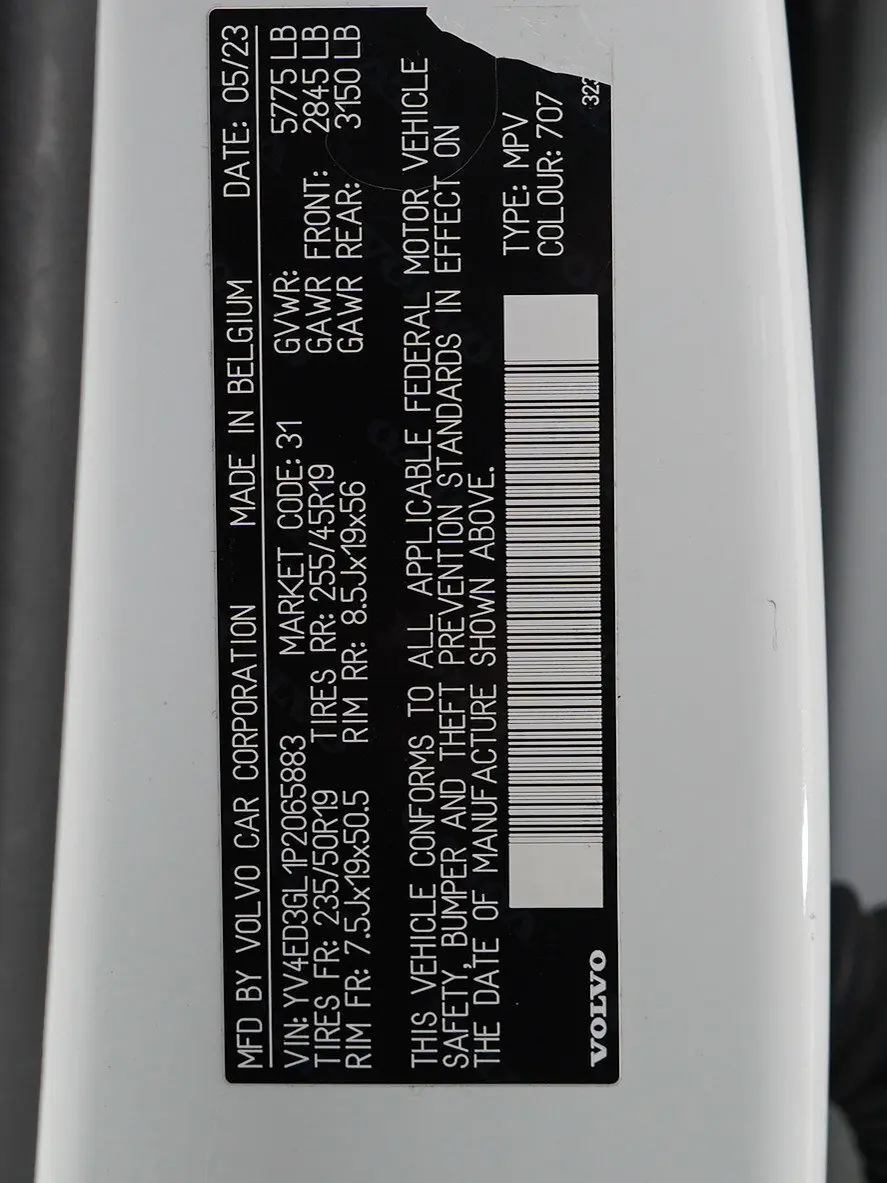 MFD BY VOLVO CAR CORPORATION MADE IN BELGIUM DATE: 05/23
VIN: YV4ED3GL1P2065883 MARKET CODE: 31 GVWR: 5775 LB
TIRES FR: 235/50R19 TIRES RR: 255/45R19 GAWR FRONT: 2845 LB
RIM FR: 7.5Jx19x50.5 RIM RR: 8.5Jx19x56 GAWR REAR: 3150 LB
THIS VEHICLE CONFORMS TO ALL APPLICABLE FEDERAL MOTOR VEHICLE
SAFETY, BUMPER AND THEFT PREVENTION STANDARDS IN EFFECT ON
THE DATE OF MANUFACTURE SHOWN ABOVE.
TYPE: MPV
COLOUR: 707
VOLVO